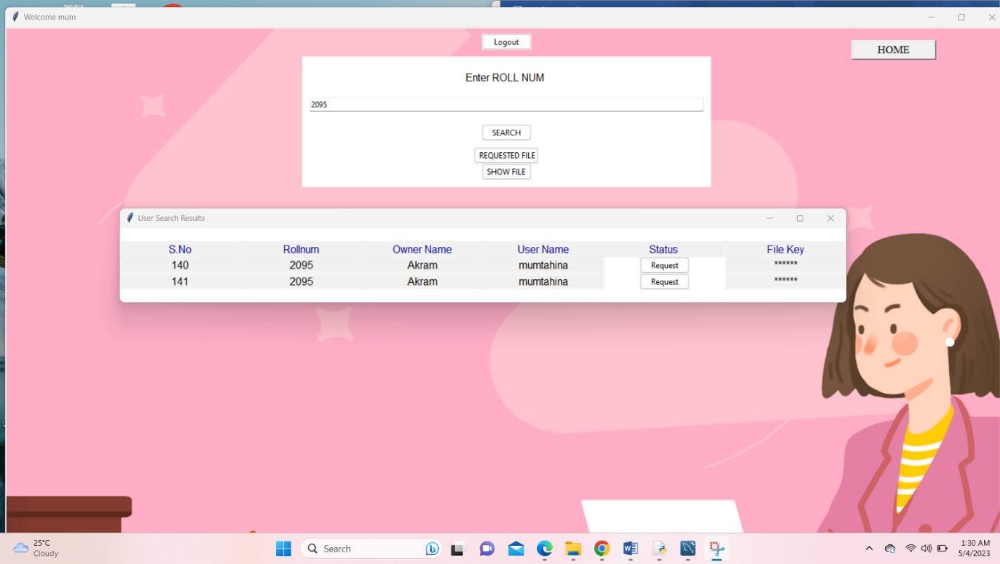 Welcome mum
Logout
HOME
Enter ROLL NUM
2095
SEARCH
REQUESTED FILE
SHOW FILE
User Search Results
S.No Rollnum Owner Name User Name Status File Key
140 2095 Akram mumtahina Request ******
141 2095 Akram mumtahina Request ******
25°C
Cloudy
Search
1:30 AM
5/4/2023